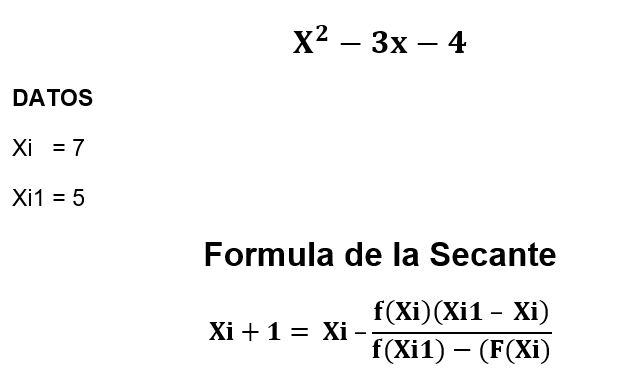 X² − 3x − 4
DATOS
Xi = 7
Xi1 = 5
Formula de la Secante
Xi + 1 = Xi – f(Xi)(Xi1 – Xi) / f(Xi1) − (F(Xi)